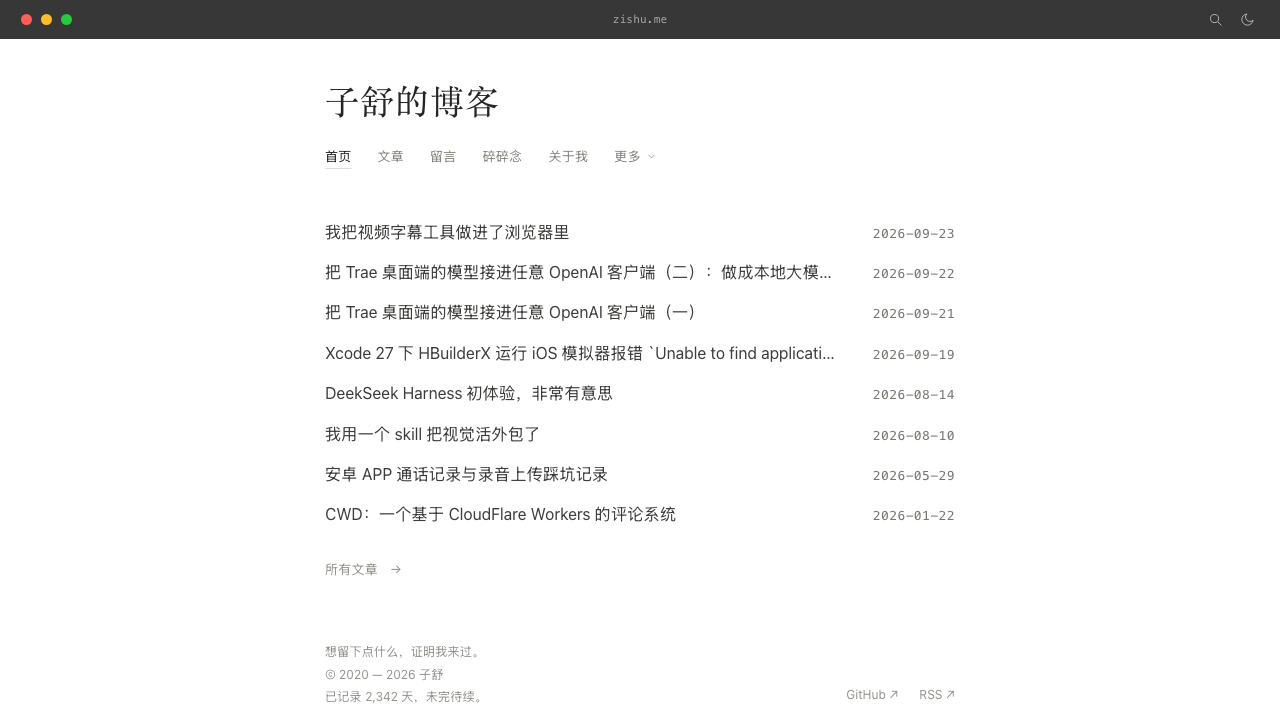 zishu.me
子舒的博客
首页 文章 留言 碎碎念 关于我 更多
我把视频字幕工具做进了浏览器里 2026-09-23
把 Trae 桌面端的模型接进任意 OpenAI 客户端（二）：做成本地大模... 2026-09-22
把 Trae 桌面端的模型接进任意 OpenAI 客户端（一） 2026-09-21
Xcode 27 下 HBuilderX 运行 iOS 模拟器报错 `Unable to find applicati... 2026-09-19
DeekSeek Harness 初体验，非常有意思 2026-08-14
我用一个 skill 把视觉活外包了 2026-08-10
安卓 APP 通话记录与录音上传踩坑记录 2026-05-29
CWD：一个基于 CloudFlare Workers 的评论系统 2026-01-22
所有文章 →
想留下点什么，证明我来过。
© 2020 — 2026 子舒
已记录 2,342 天，未完待续。 GitHub ↗ RSS ↗